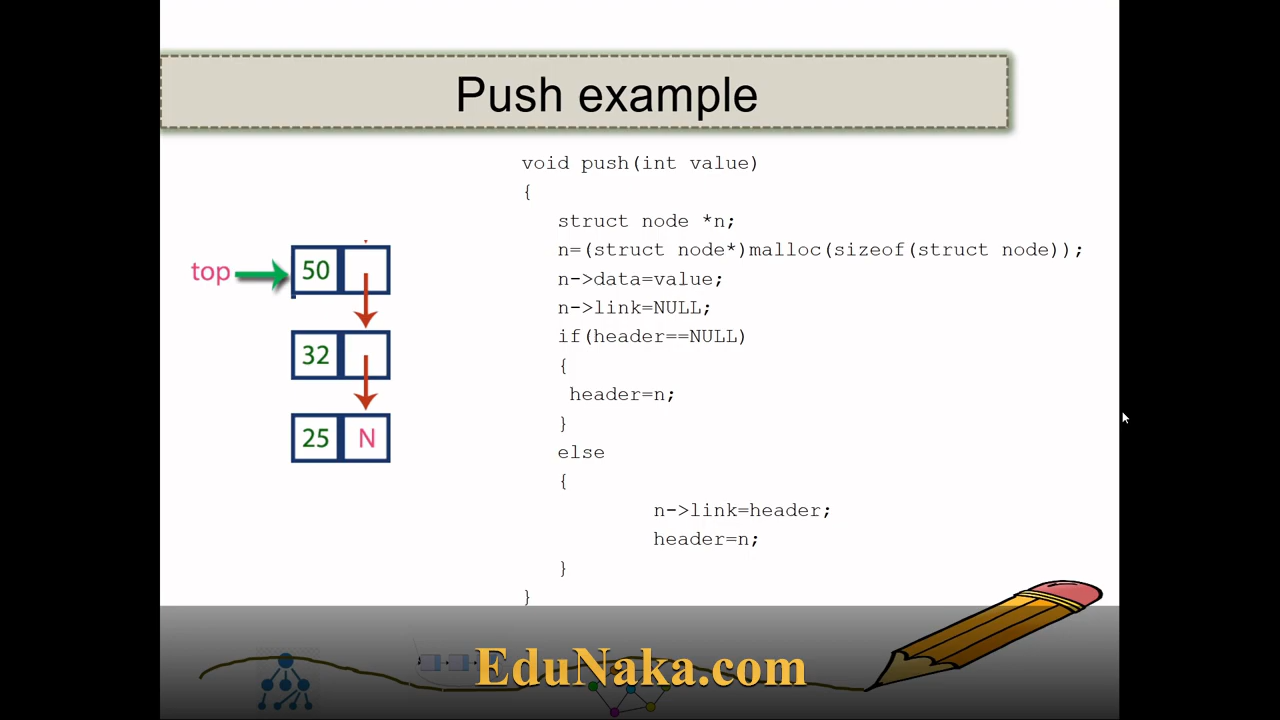 Push example
void push(int value)
{
struct node *n;
n=(struct node*)malloc(sizeof(struct node));
n->data=value;
n->link=NULL;
if(header==NULL)
{
header=n;
}
else
{
n->link=header;
header=n;
}
}
top
50
32
25 N
EduNaka.com